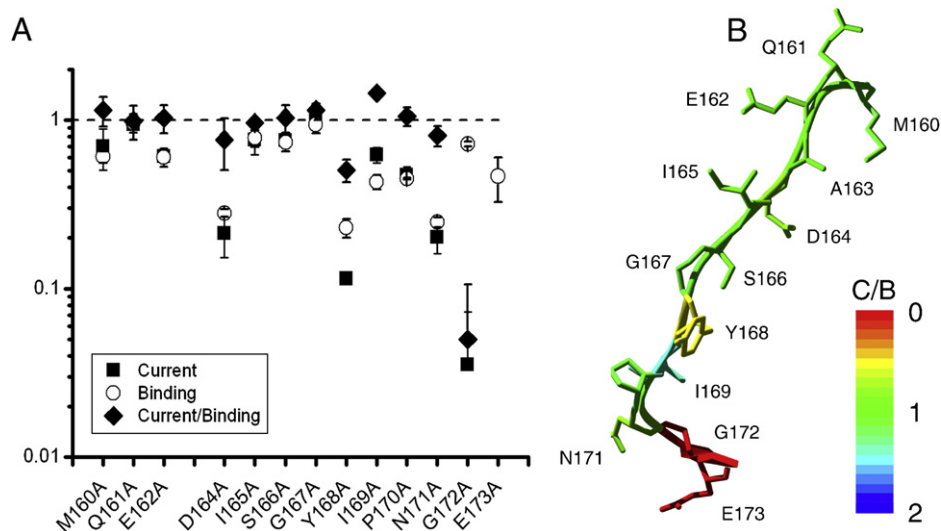 A
1
0.1
0.01
Current
Binding
Current/Binding
M160A
Q161A
E162A
D164A
I165A
S166A
G167A
Y168A
I169A
P170A
N171A
G172A
E173A
B
Q161
E162
M160
I165
A163
D164
G167
S166
Y168
I169
G172
N171
E173
C/B
0
1
2